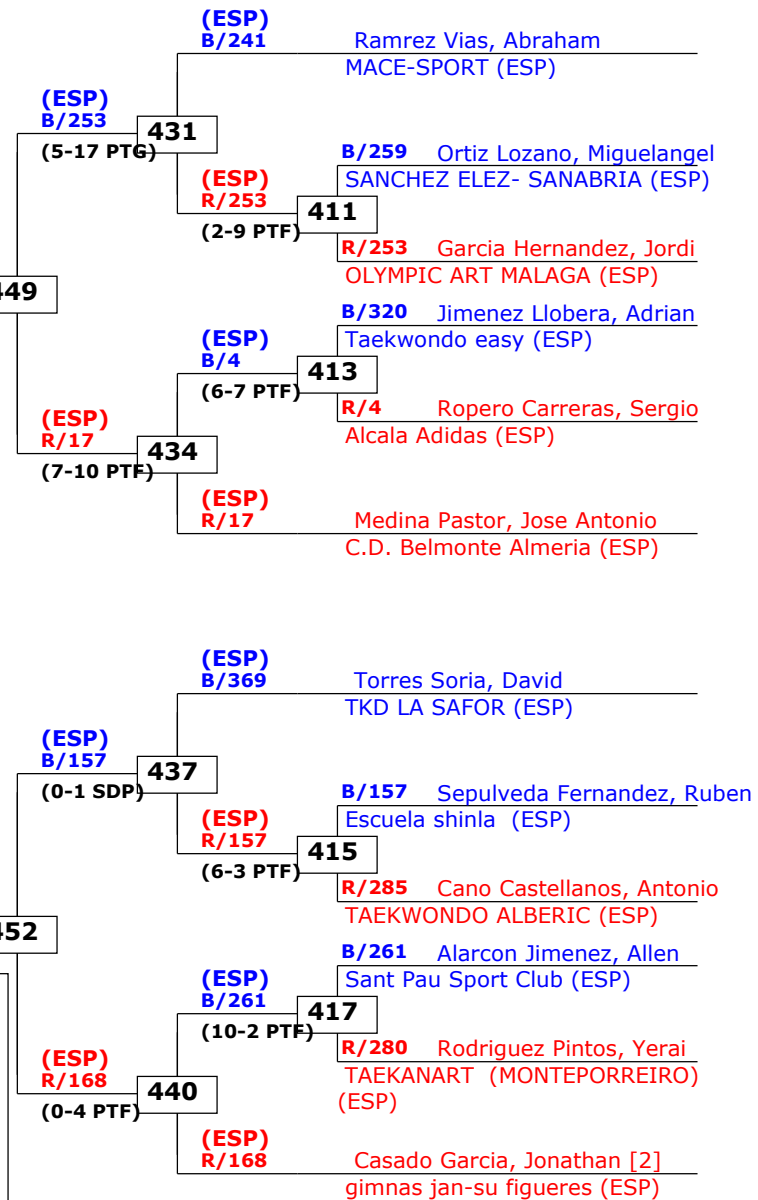 (ESP)
B/241 Ramrez Vias, Abraham
MACE-SPORT (ESP)
(ESP)
B/253
431
(5-17 PTG)
B/259 Ortiz Lozano, Miguelangel
SANCHEZ ELEZ- SANABRIA (ESP)
(ESP)
R/253
411
(2-9 PTF)
R/253 Garcia Hernandez, Jordi
OLYMPIC ART MALAGA (ESP)
449
B/320 Jimenez Llobera, Adrian
Taekwondo easy (ESP)
(ESP)
B/4
413
(6-7 PTF)
R/4 Ropero Carreras, Sergio
Alcala Adidas (ESP)
(ESP)
R/17
434
(7-10 PTF)
(ESP)
R/17 Medina Pastor, Jose Antonio
C.D. Belmonte Almeria (ESP)
(ESP)
B/369 Torres Soria, David
TKD LA SAFOR (ESP)
(ESP)
B/157
437
(0-1 SDP)
B/157 Sepulveda Fernandez, Ruben
Escuela shinla (ESP)
(ESP)
R/157
415
(6-3 PTF)
R/285 Cano Castellanos, Antonio
TAEKWONDO ALBERIC (ESP)
452
B/261 Alarcon Jimenez, Allen
Sant Pau Sport Club (ESP)
(ESP)
B/261
417
(10-2 PTF)
R/280 Rodriguez Pintos, Yerai
TAEKANART (MONTEPORREIRO)
(ESP)
(ESP)
R/168
440
(0-4 PTF)
(ESP)
R/168 Casado Garcia, Jonathan [2]
gimnas jan-su figueres (ESP)